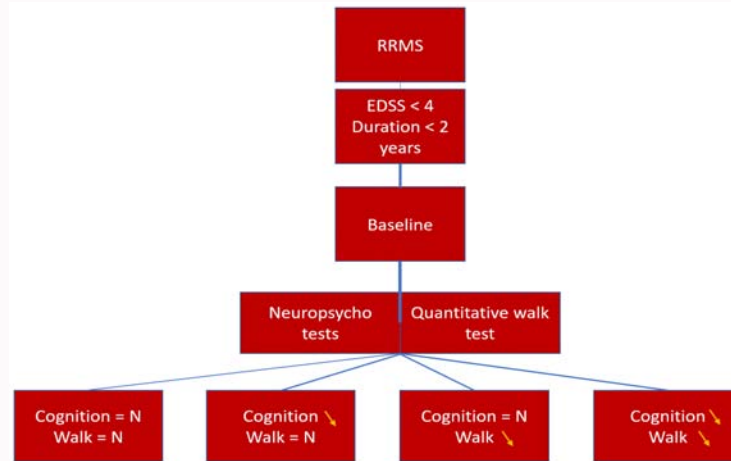 RRMS
EDSS < 4
Duration < 2
years
Baseline
Neuropsycho
tests
Quantitative walk
test
Cognition = N
Walk = N
Cognition ↘
Walk = N
Cognition = N
Walk ↘
Cognition ↘
Walk ↘